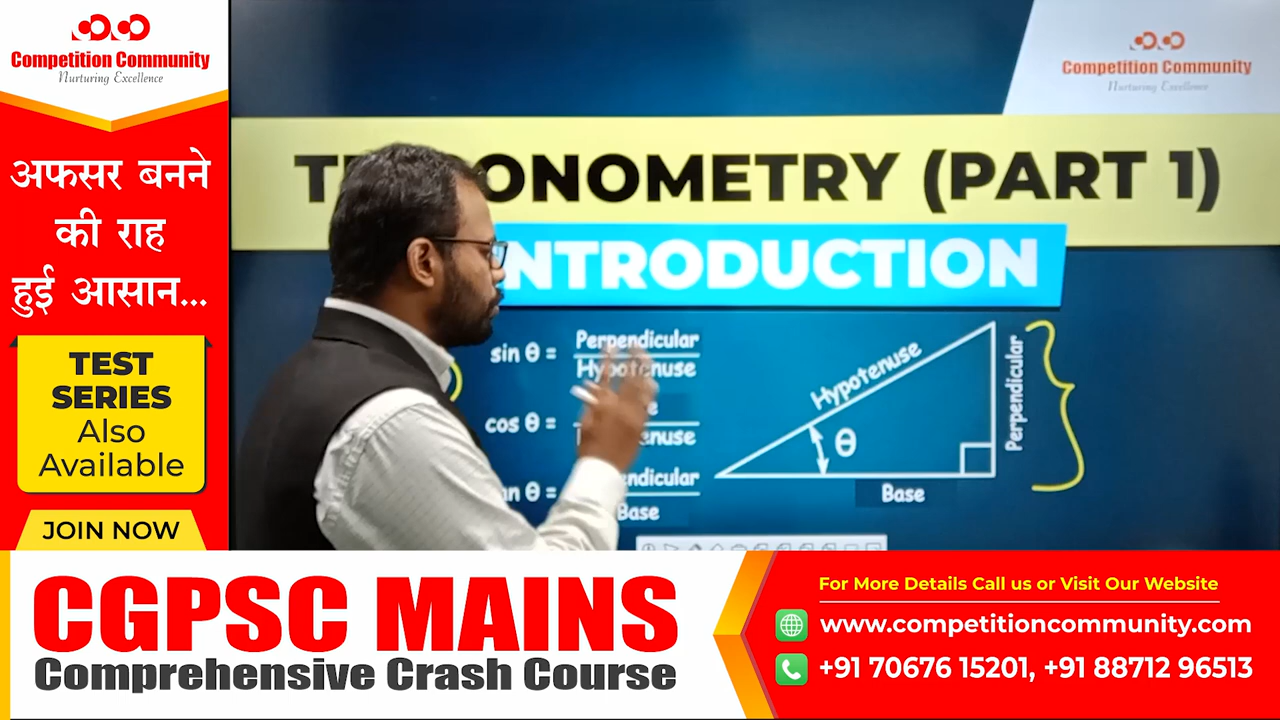 Competition Community
Nurturing Excellence
अफसर बनने
की राह
हुई आसान...
TEST
SERIES
Also
Available
JOIN NOW
Competition Community
Nurturing Excellence
ONOMETRY (PART 1)
NTRODUCTION
sin θ = Perpendicular
Hypotenuse
cos θ =
enuse
n θ = ndicular
Base
Hypotenuse
θ
Perpendicular
Base
CGPSC MAINS
Comprehensive Crash Course
For More Details Call us or Visit Our Website
www.competitioncommunity.com
+91 70676 15201, +91 88712 96513